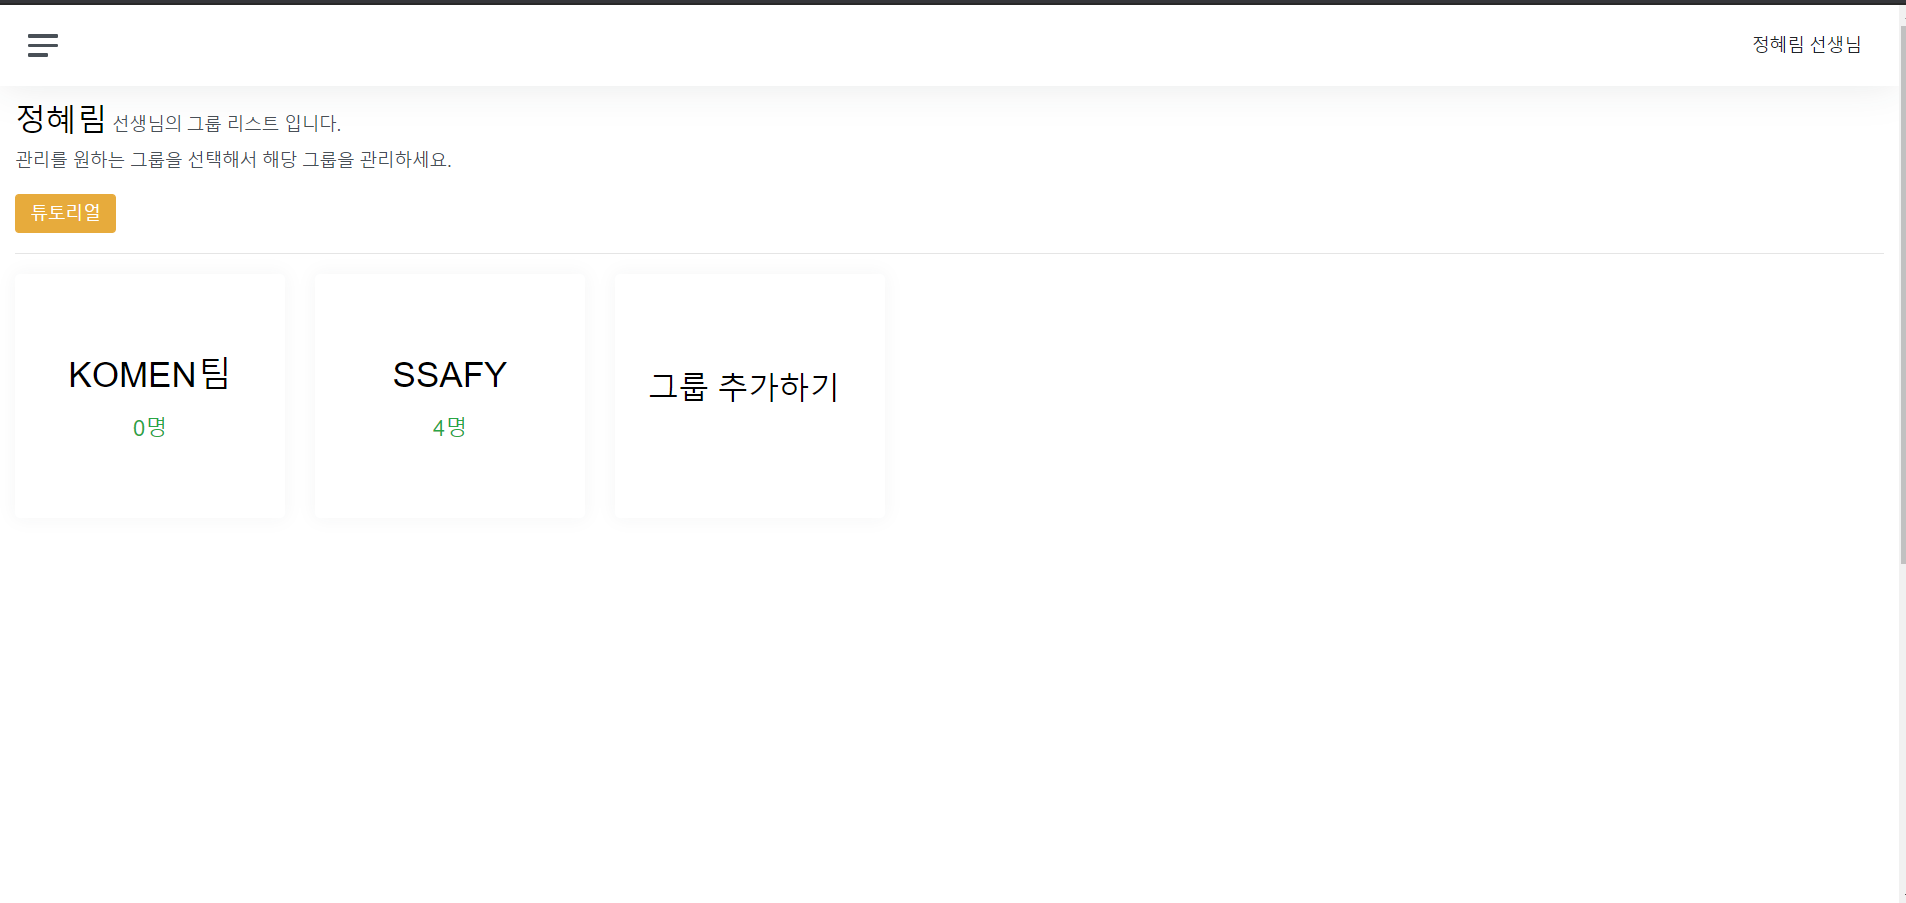 정혜림 선생님
정혜림 선생님의 그룹 리스트 입니다.
관리를 원하는 그룹을 선택해서 해당 그룹을 관리하세요.
튜토리얼
KOMEN팀
0명
SSAFY
4명
그룹 추가하기